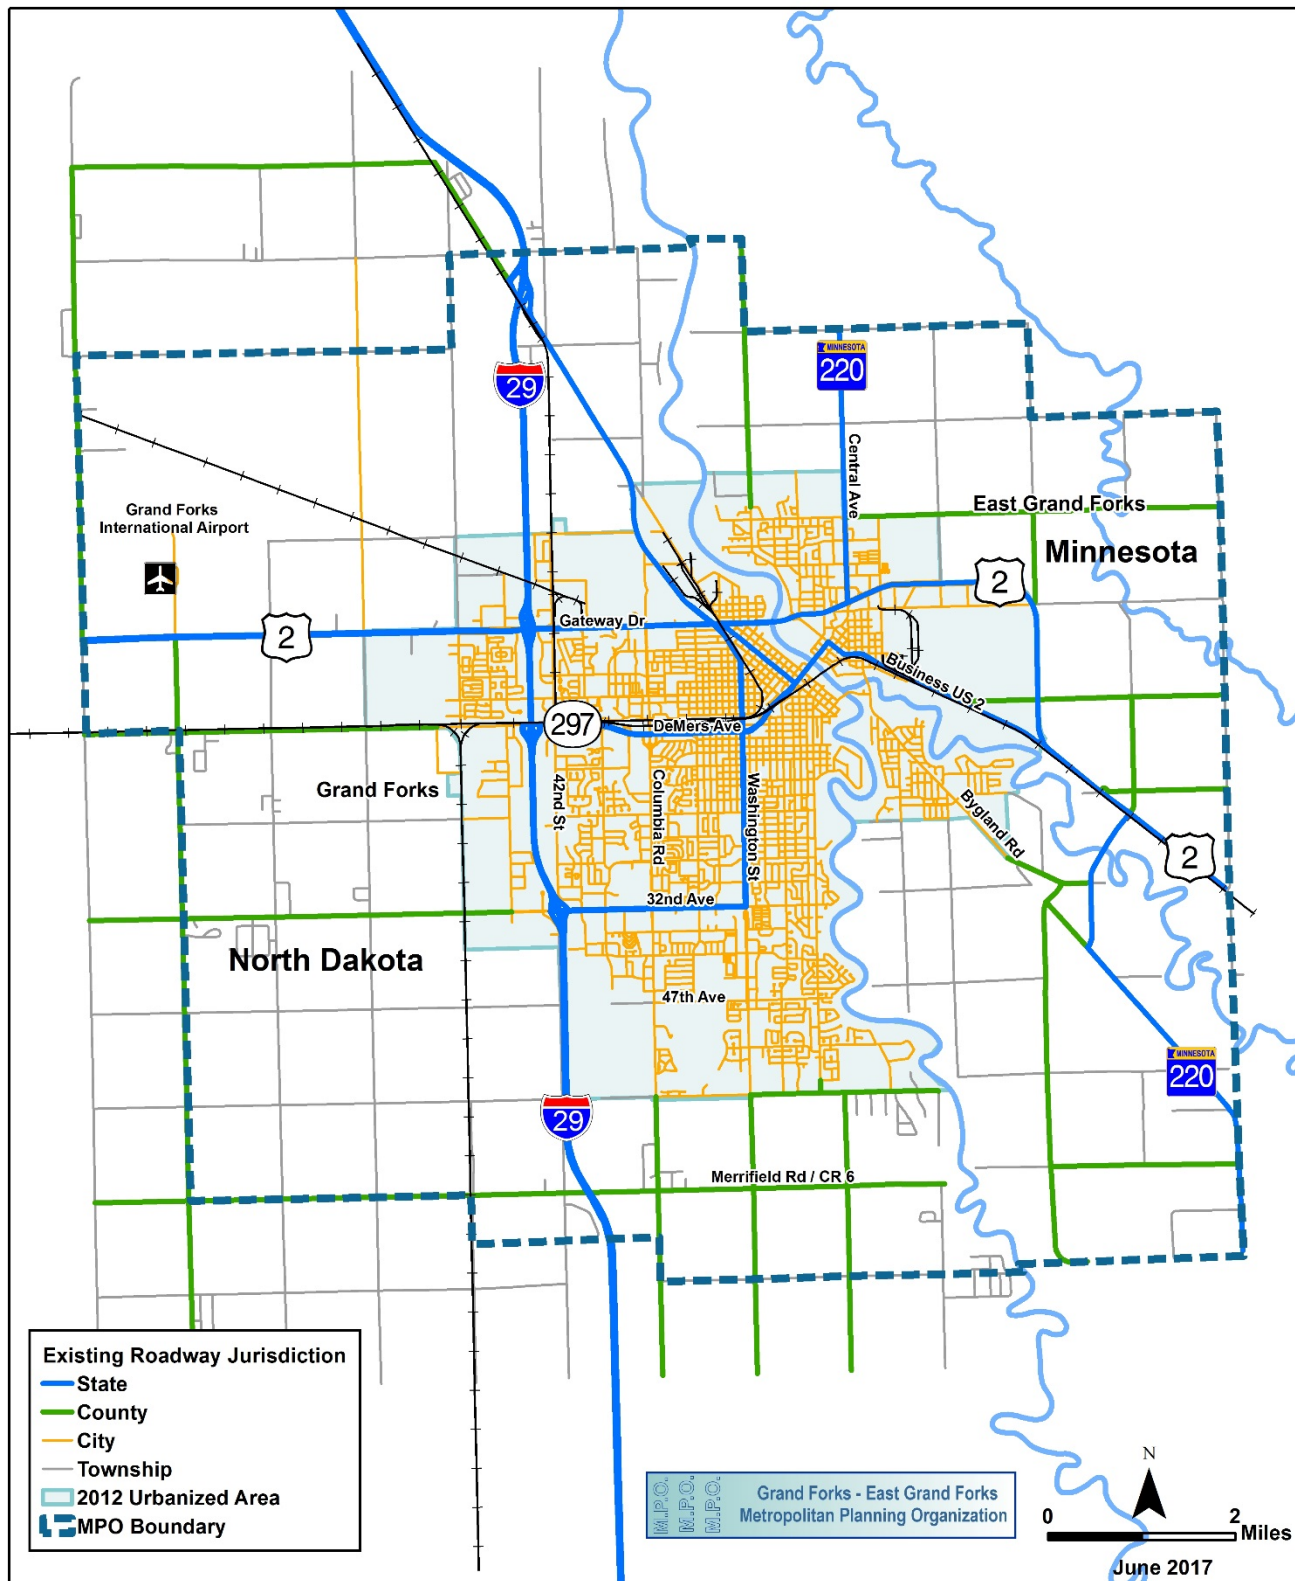 29
MINNESOTA
220
Central Ave
East Grand Forks
Grand Forks
International Airport
Minnesota
2
2
Gateway Dr
Business US 2
297
DeMers Ave
Grand Forks
42nd St
Columbia Rd
Washington St
Bygland Rd
2
32nd Ave
North Dakota
47th Ave
MINNESOTA
220
29
Merrifield Rd / CR 6
Existing Roadway Jurisdiction
State
County
City
Township
2012 Urbanized Area
MPO Boundary
M.P.O.
M.P.O.
M.P.O.
Grand Forks - East Grand Forks
Metropolitan Planning Organization
N
0 2
Miles
June 2017